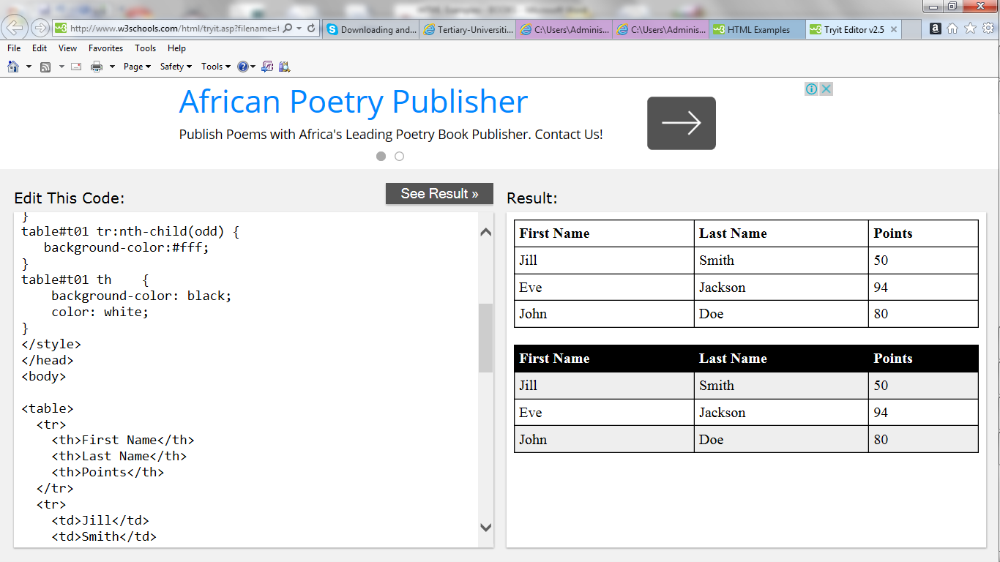 http://www.w3schools.com/html/tryit.asp?filename=t
Downloading and...
Tertiary-Universiti...
C:\Users\Adminis...
C:\Users\Adminis...
HTML Examples
Tryit Editor v2.5
File Edit View Favorites Tools Help
Page Safety Tools
African Poetry Publisher
Publish Poems with Africa's Leading Poetry Book Publisher. Contact Us!
Edit This Code:
See Result »
}
table#t01 tr:nth-child(odd) {
   background-color:#fff;
}
table#t01 th    {
    background-color: black;
    color: white;
}
</style>
</head>
<body>
<table>
  <tr>
    <th>First Name</th>
    <th>Last Name</th>
    <th>Points</th>
  </tr>
  <tr>
    <td>Jill</td>
    <td>Smith</td>
Result:
First Name Last Name Points
Jill Smith 50
Eve Jackson 94
John Doe 80
First Name Last Name Points
Jill Smith 50
Eve Jackson 94
John Doe 80